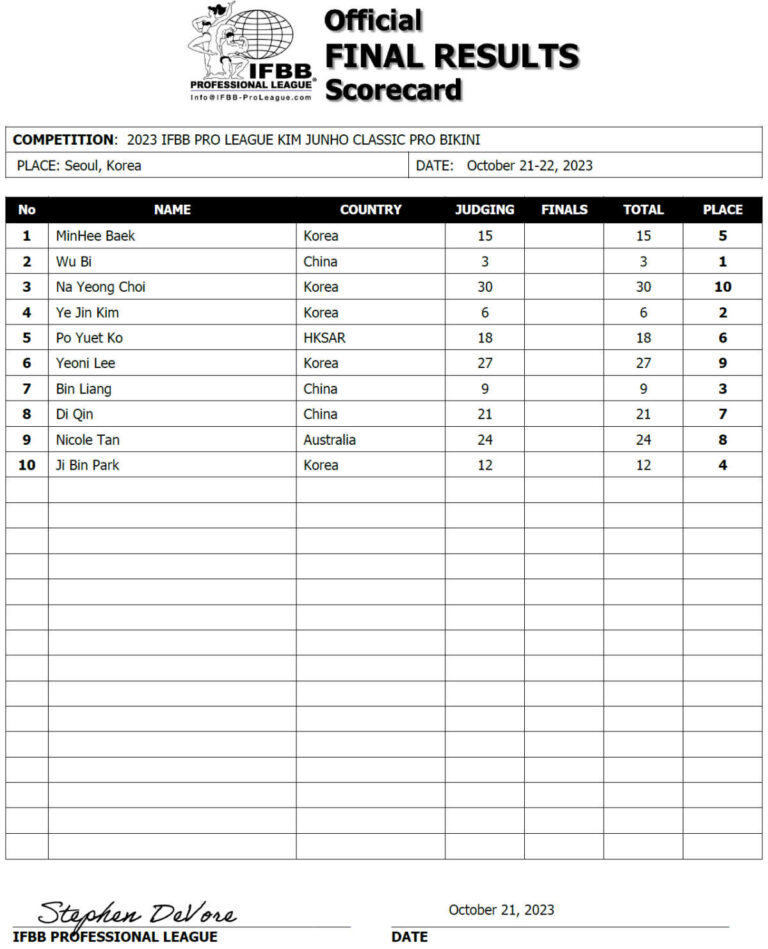 Official
FINAL RESULTS
Scorecard
IFBB
PROFESSIONAL LEAGUE®
Info@IFBB-ProLeague.com
COMPETITION: 2023 IFBB PRO LEAGUE KIM JUNHO CLASSIC PRO BIKINI
PLACE: Seoul, Korea DATE: October 21-22, 2023
No NAME COUNTRY JUDGING FINALS TOTAL PLACE
1 MinHee Baek Korea 15 15 5
2 Wu Bi China 3 3 1
3 Na Yeong Choi Korea 30 30 10
4 Ye Jin Kim Korea 6 6 2
5 Po Yuet Ko HKSAR 18 18 6
6 Yeoni Lee Korea 27 27 9
7 Bin Liang China 9 9 3
8 Di Qin China 21 21 7
9 Nicole Tan Australia 24 24 8
10 Ji Bin Park Korea 12 12 4
Stephen DeVore October 21, 2023
IFBB PROFESSIONAL LEAGUE DATE